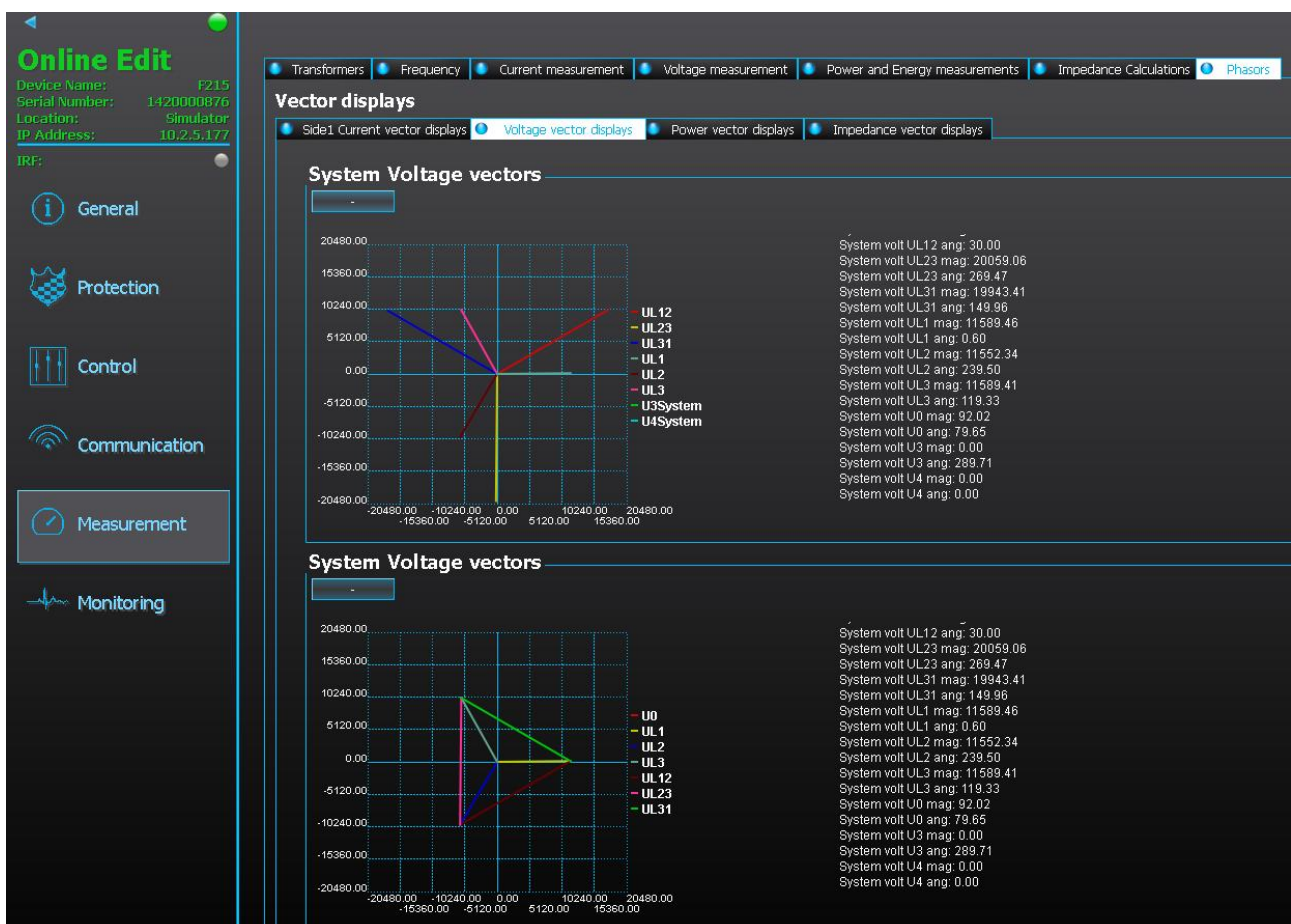 Online Edit
Device Name: F215
Serial Number: 1420000876
Location: Simulator
IP Address: 10.2.5.177
IRF:
General
Protection
Control
Communication
Measurement
Monitoring
Transformers Frequency Current measurement Voltage measurement Power and Energy measurements Impedance Calculations Phasors
Vector displays
Side1 Current vector displays Voltage vector displays Power vector displays Impedance vector displays
System Voltage vectors
-
20480.00
15360.00
10240.00
5120.00
0.00
-5120.00
-10240.00
-15360.00
-20480.00
-20480.00 -10240.00 0.00 10240.00 20480.00
-15360.00 -5120.00 5120.00 15360.00
UL12
UL23
UL31
UL1
UL2
UL3
U3System
U4System
System volt UL12 ang: 30.00
System volt UL23 mag: 20059.06
System volt UL23 ang: 269.47
System volt UL31 mag: 19943.41
System volt UL31 ang: 149.96
System volt UL1 mag: 11589.46
System volt UL1 ang: 0.60
System volt UL2 mag: 11552.34
System volt UL2 ang: 239.50
System volt UL3 mag: 11589.41
System volt UL3 ang: 119.33
System volt U0 mag: 92.02
System volt U0 ang: 79.65
System volt U3 mag: 0.00
System volt U3 ang: 289.71
System volt U4 mag: 0.00
System volt U4 ang: 0.00
System Voltage vectors
-
20480.00
15360.00
10240.00
5120.00
0.00
-5120.00
-10240.00
-15360.00
-20480.00
-20480.00 -10240.00 0.00 10240.00 20480.00
-15360.00 -5120.00 5120.00 15360.00
U0
UL1
UL2
UL3
UL12
UL23
UL31
System volt UL12 ang: 30.00
System volt UL23 mag: 20059.06
System volt UL23 ang: 269.47
System volt UL31 mag: 19943.41
System volt UL31 ang: 149.96
System volt UL1 mag: 11589.46
System volt UL1 ang: 0.60
System volt UL2 mag: 11552.34
System volt UL2 ang: 239.50
System volt UL3 mag: 11589.41
System volt UL3 ang: 119.33
System volt U0 mag: 92.02
System volt U0 ang: 79.65
System volt U3 mag: 0.00
System volt U3 ang: 289.71
System volt U4 mag: 0.00
System volt U4 ang: 0.00